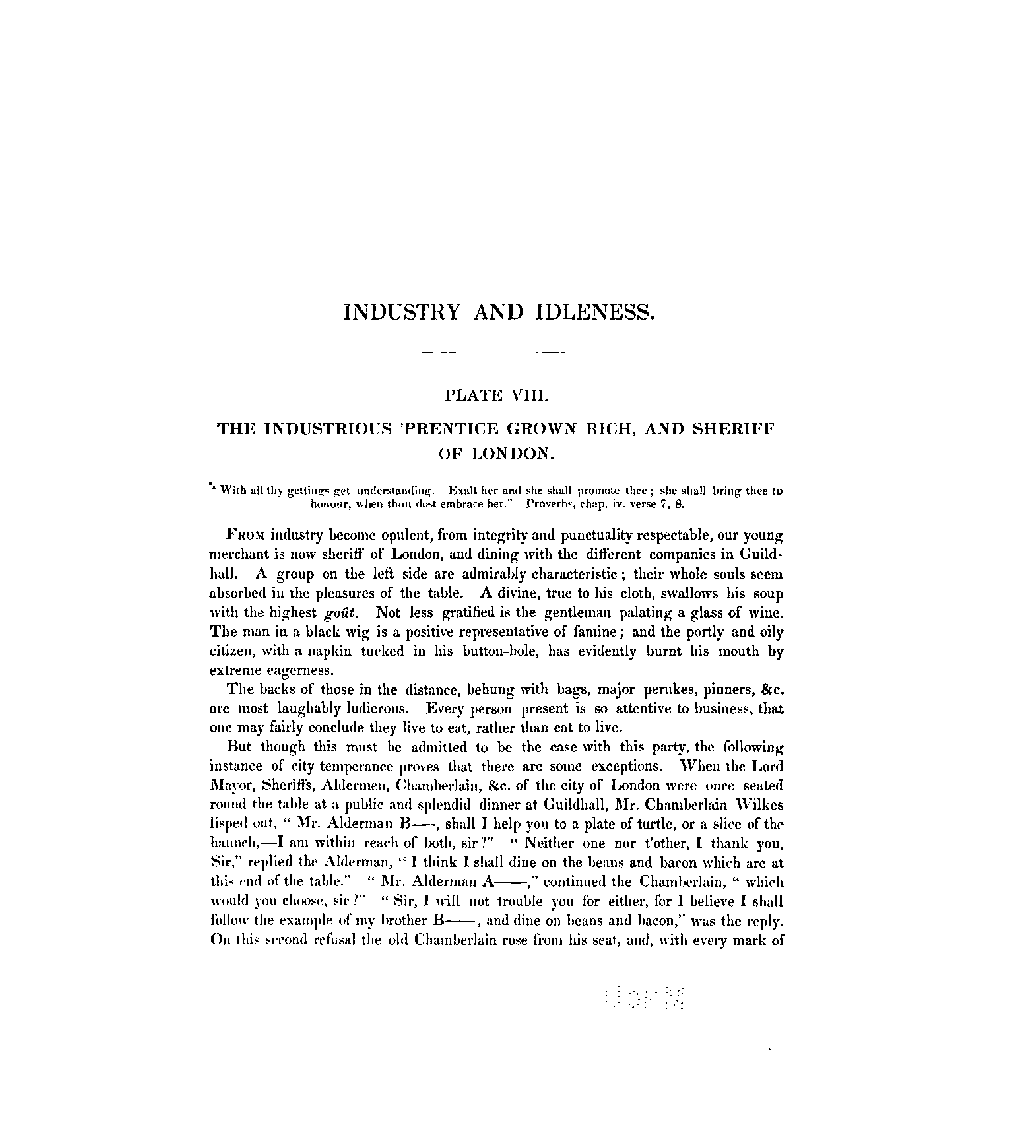 INDUSTRY AND IDLENESS.
PLATE VIII.
THE INDUSTRIOUS 'PRENTICE GROWN RICH, AND SHERIFF
OF LONDON.
"With all thy gettings get understanding. Exalt her and she shall promote thee; she shall bring thee to
honour, when thou dost embrace her." Proverbs, chap. iv. verse 7, 8.
FROM industry become opulent, from integrity and punctuality respectable, our young
merchant is now sheriff of London, and dining with the different companies in Guild-
hall. A group on the left side are admirably characteristic; their whole souls seem
absorbed in the pleasures of the table. A divine, true to his cloth, swallows his soup
with the highest goût. Not less gratified is the gentleman palating a glass of wine.
The man in a black wig is a positive representative of famine; and the portly and oily
citizen, with a napkin tucked in his button-hole, has evidently burnt his mouth by
extreme eagerness.
The backs of those in the distance, behung with bags, major perukes, pinners, &c.
are most laughably ludicrous. Every person present is so attentive to business, that
one may fairly conclude they live to eat, rather than eat to live.
But though this must be admitted to be the case with this party, the following
instance of city temperance proves that there are some exceptions. When the Lord
Mayor, Sheriffs, Aldermen, Chamberlain, &c. of the city of London were once seated
round the table at a public and splendid dinner at Guildhall, Mr. Chamberlain Wilkes
lisped out, "Mr. Alderman B——, shall I help you to a plate of turtle, or a slice of the
haunch,—I am within reach of both, sir?" "Neither one nor t'other, I thank you,
Sir," replied the Alderman, "I think I shall dine on the beans and bacon which are at
this end of the table." "Mr. Alderman A——," continued the Chamberlain, "which
would you choose, sir?" "Sir, I will not trouble you for either, for I believe I shall
follow the example of my brother B——, and dine on beans and bacon," was the reply.
On this second refusal the old Chamberlain rose from his seat, and, with every mark of